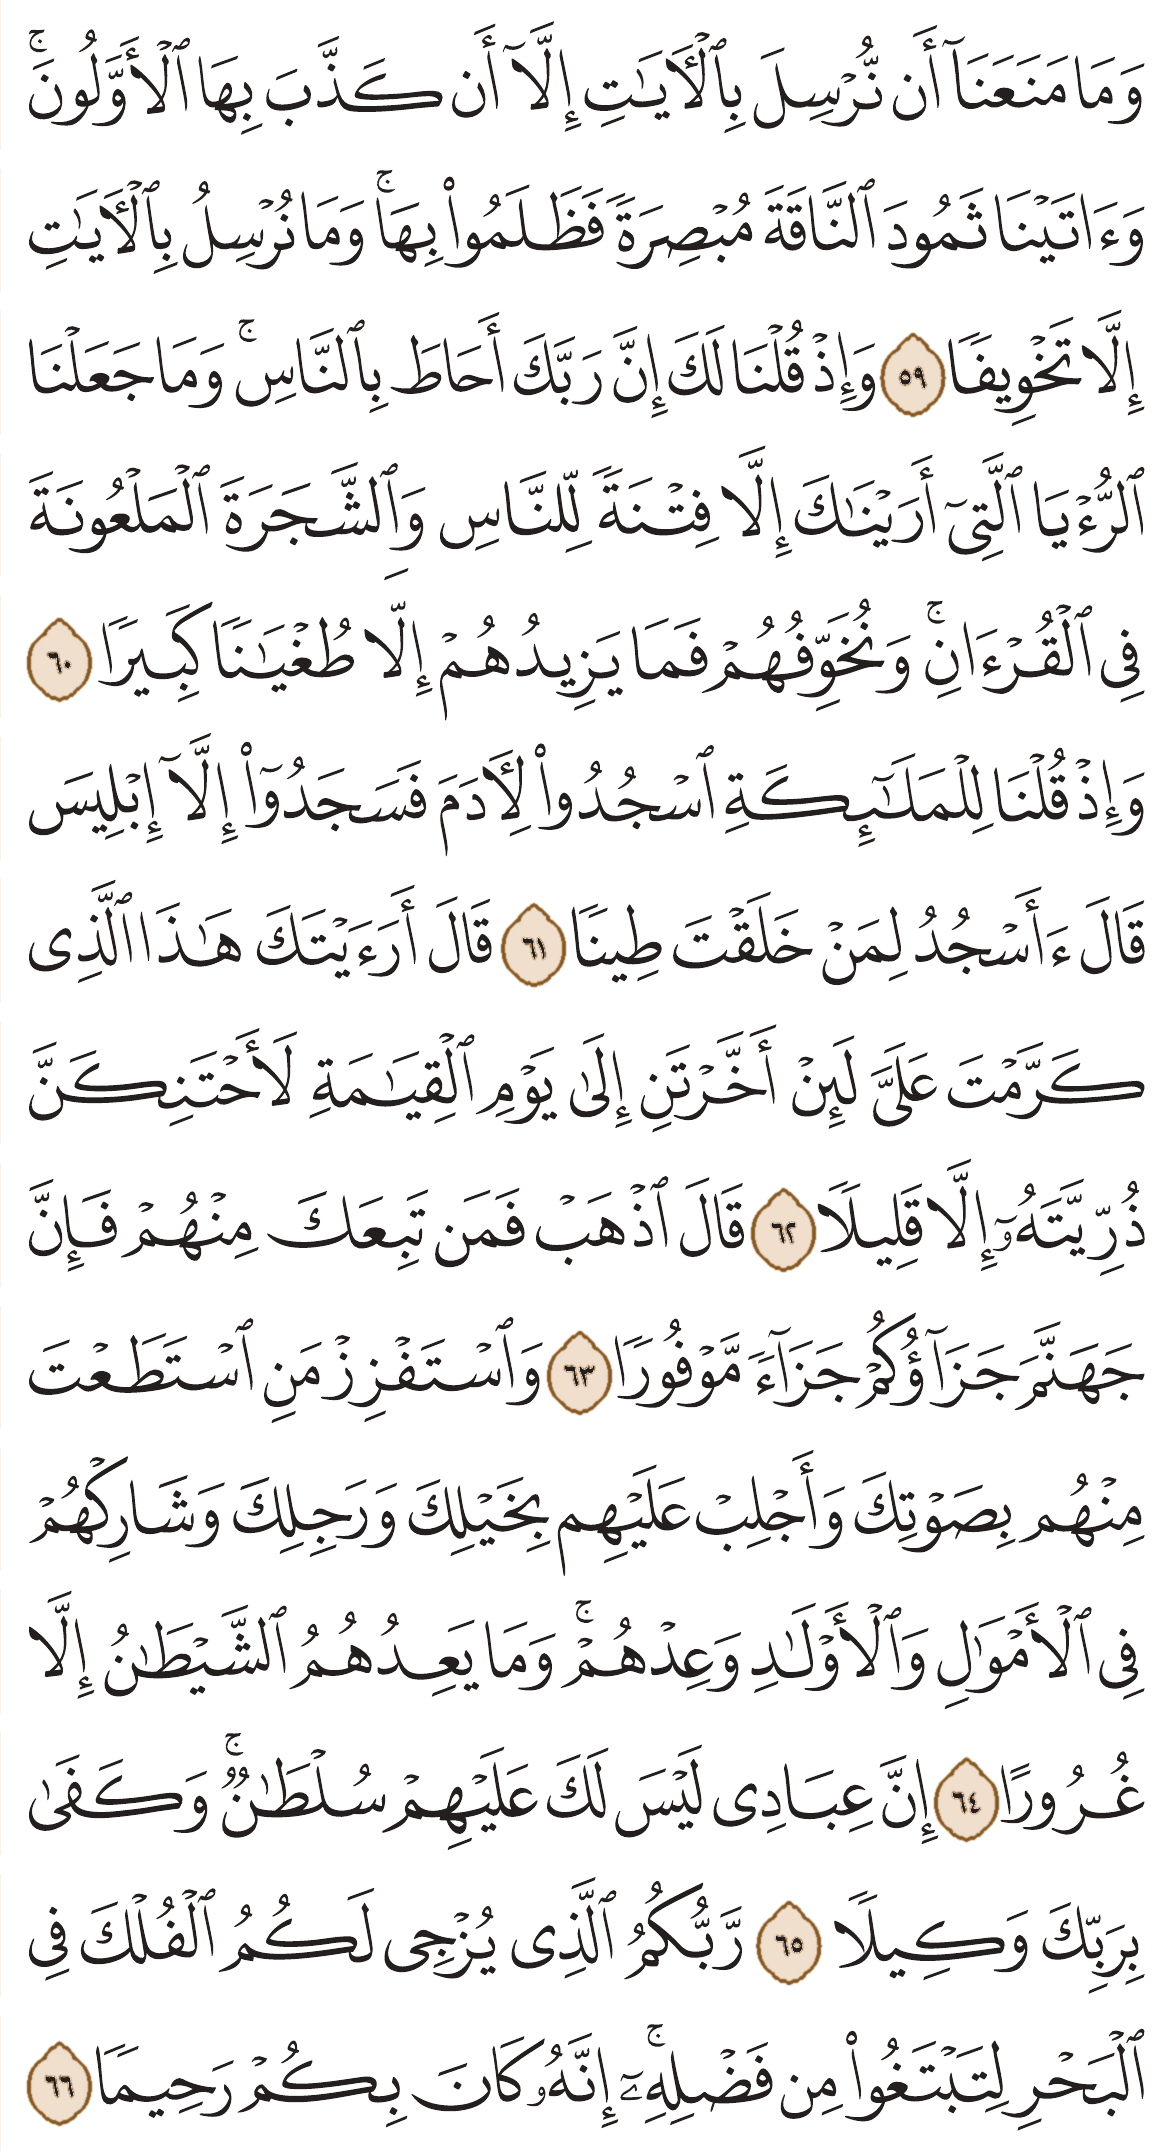 وَمَا مَنَعَنَآ أَن نُّرْسِلَ بِٱلْـَٔايَـٰتِ إِلَّآ أَن كَذَّبَ بِهَا ٱلْأَوَّلُونَ ۚ
وَءَاتَيْنَا ثَمُودَ ٱلنَّاقَةَ مُبْصِرَةً فَظَلَمُوا۟ بِهَا ۚ وَمَا نُرْسِلُ بِٱلْـَٔايَـٰتِ
إِلَّا تَخْوِيفًا ٥٩ وَإِذْ قُلْنَا لَكَ إِنَّ رَبَّكَ أَحَاطَ بِٱلنَّاسِ ۚ وَمَا جَعَلْنَا
ٱلرُّءْيَا ٱلَّتِىٓ أَرَيْنَـٰكَ إِلَّا فِتْنَةً لِّلنَّاسِ وَٱلشَّجَرَةَ ٱلْمَلْعُونَةَ
فِى ٱلْقُرْءَانِ ۚ وَنُخَوِّفُهُمْ فَمَا يَزِيدُهُمْ إِلَّا طُغْيَـٰنًا كَبِيرًا ٦٠
وَإِذْ قُلْنَا لِلْمَلَـٰٓئِكَةِ ٱسْجُدُوا۟ لِـَٔادَمَ فَسَجَدُوٓا۟ إِلَّآ إِبْلِيسَ
قَالَ ءَأَسْجُدُ لِمَنْ خَلَقْتَ طِينًا ٦١ قَالَ أَرَءَيْتَكَ هَـٰذَا ٱلَّذِى
كَرَّمْتَ عَلَىَّ لَئِنْ أَخَّرْتَنِ إِلَىٰ يَوْمِ ٱلْقِيَـٰمَةِ لَأَحْتَنِكَنَّ
ذُرِّيَّتَهُۥٓ إِلَّا قَلِيلًا ٦٢ قَالَ ٱذْهَبْ فَمَن تَبِعَكَ مِنْهُمْ فَإِنَّ
جَهَنَّمَ جَزَآؤُكُمْ جَزَآءً مَّوْفُورًا ٦٣ وَٱسْتَفْزِزْ مَنِ ٱسْتَطَعْتَ
مِنْهُم بِصَوْتِكَ وَأَجْلِبْ عَلَيْهِم بِخَيْلِكَ وَرَجِلِكَ وَشَارِكْهُمْ
فِى ٱلْأَمْوَٰلِ وَٱلْأَوْلَـٰدِ وَعِدْهُمْ ۚ وَمَا يَعِدُهُمُ ٱلشَّيْطَـٰنُ إِلَّا
غُرُورًا ٦٤ إِنَّ عِبَادِى لَيْسَ لَكَ عَلَيْهِمْ سُلْطَـٰنٌ ۚ وَكَفَىٰ
بِرَبِّكَ وَكِيلًا ٦٥ رَّبُّكُمُ ٱلَّذِى يُزْجِى لَكُمُ ٱلْفُلْكَ فِى
ٱلْبَحْرِ لِتَبْتَغُوا۟ مِن فَضْلِهِۦٓ ۚ إِنَّهُۥ كَانَ بِكُمْ رَحِيمًا ٦٦